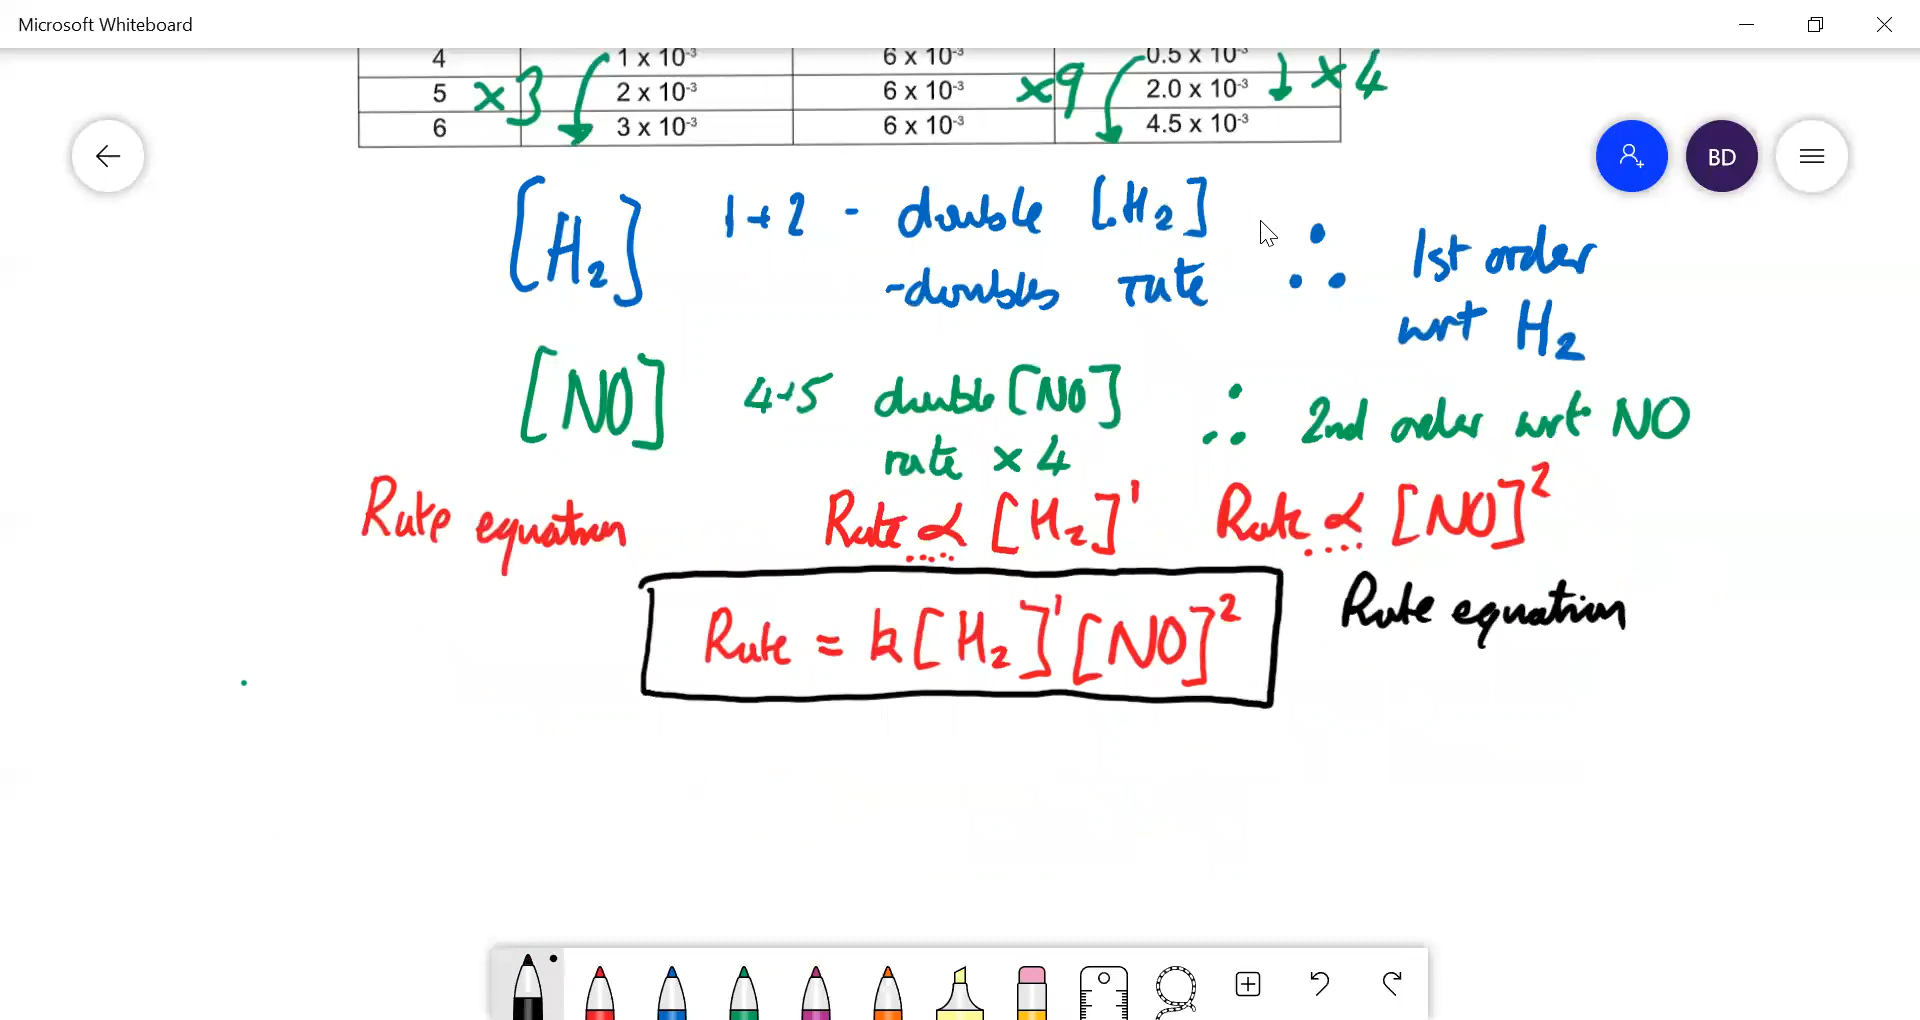 Microsoft Whiteboard
4 1 x 10⁻³ 6 x 10⁻³ 0.5 x 10⁻³
5 2 x 10⁻³ 6 x 10⁻³ 2.0 x 10⁻³
6 3 x 10⁻³ 6 x 10⁻³ 4.5 x 10⁻³
x3 x9 x4
BD
[H₂] 1+2 - double [H₂]
-doubles rate
∴ 1st order
wrt H₂
[NO] 4+5 double [NO]
rate x 4
∴ 2nd order wrt NO
Rate equation Rate ∝ [H₂]¹ Rate ∝ [NO]²
Rate = k[H₂]¹[NO]² Rate equation